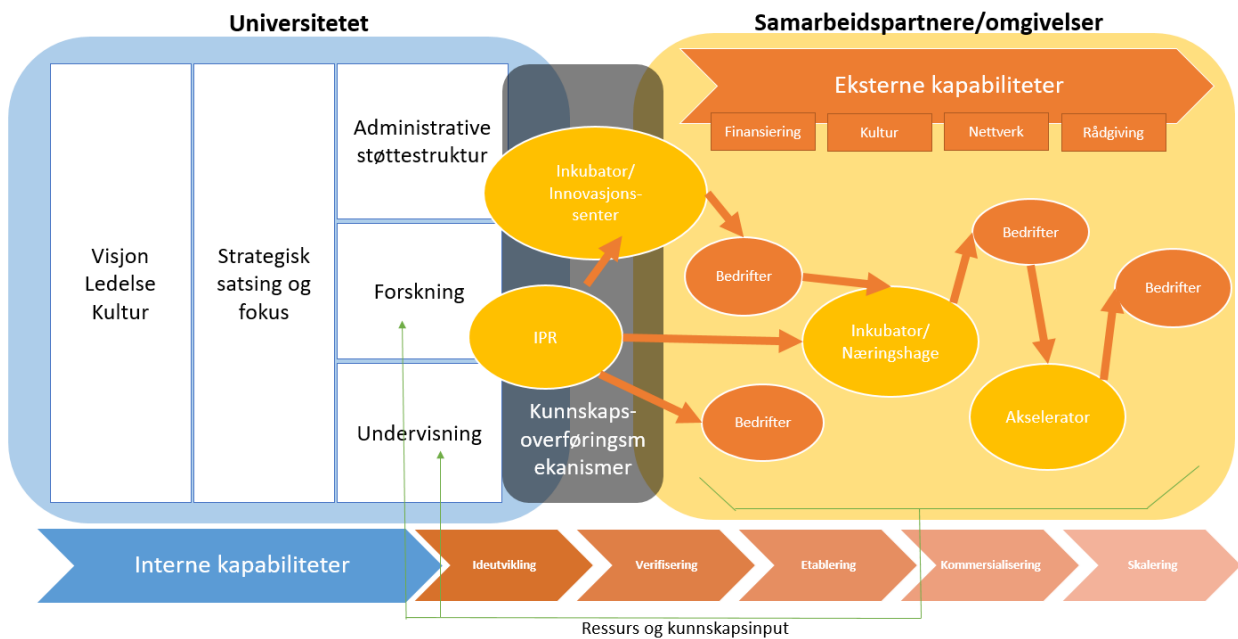 Universitetet
Samarbeidspartnere/omgivelser
Visjon
Ledelse
Kultur
Strategisk
satsing og
fokus
Administrative
støttestruktur
Forskning
Undervisning
Inkubator/
Innovasjons-
senter
IPR
Kunnskaps-
overføringsm
ekanismer
Eksterne kapabiliteter
Finansiering
Kultur
Nettverk
Rådgiving
Bedrifter
Bedrifter
Inkubator/
Næringshage
Bedrifter
Akselerator
Bedrifter
Interne kapabiliteter
Ideutvikling
Verifisering
Etablering
Kommersialisering
Skalering
Ressurs og kunnskapsinput